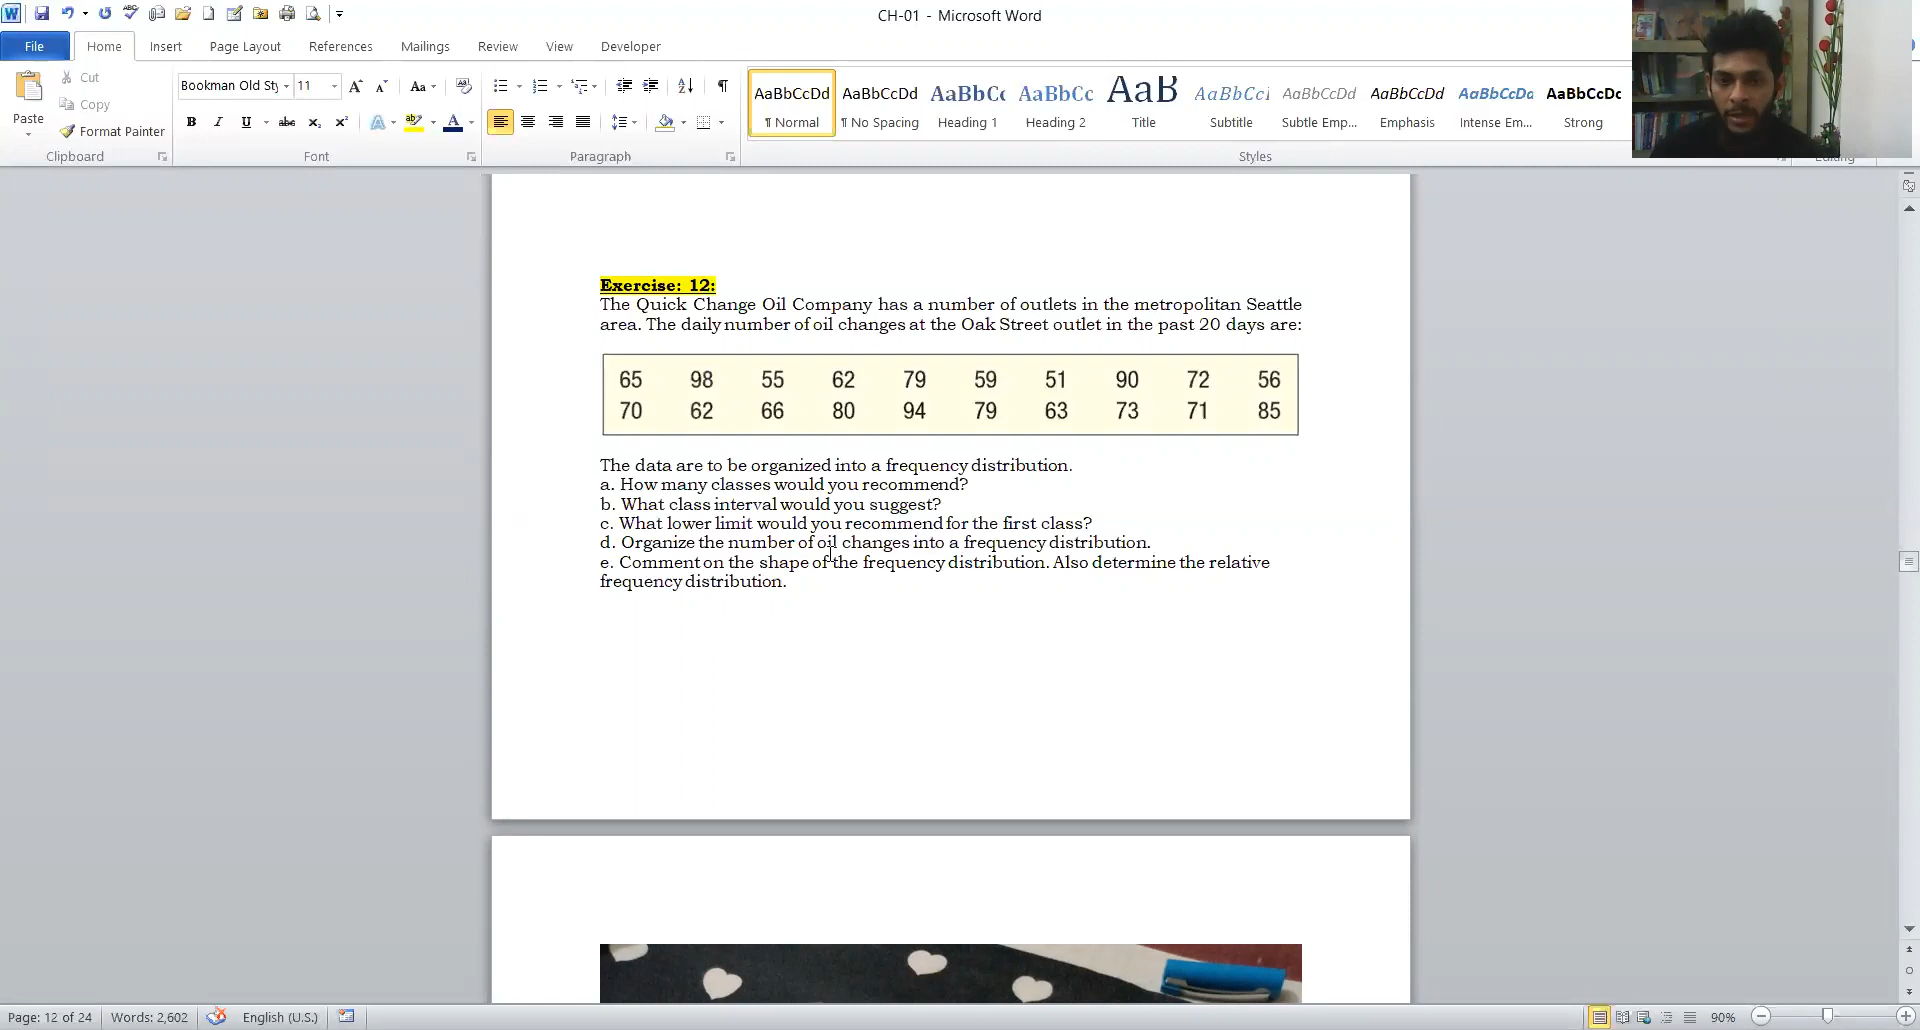 CH-01 - Microsoft Word
File Home Insert Page Layout References Mailings Review View Developer
Paste
Cut
Copy
Format Painter
Clipboard
Bookman Old Sty 11
Font
Paragraph
AaBbCcDd AaBbCcDd AaBbCc AaBbCc AaB AaBbCcI AaBbCcDd AaBbCcDd AaBbCcDd AaBbCcDc
¶ Normal ¶ No Spacing Heading 1 Heading 2 Title Subtitle Subtle Emp... Emphasis Intense Em... Strong
Styles
Exercise: 12:
The Quick Change Oil Company has a number of outlets in the metropolitan Seattle
area. The daily number of oil changes at the Oak Street outlet in the past 20 days are:
65 98 55 62 79 59 51 90 72 56
70 62 66 80 94 79 63 73 71 85
The data are to be organized into a frequency distribution.
a. How many classes would you recommend?
b. What class interval would you suggest?
c. What lower limit would you recommend for the first class?
d. Organize the number of oil changes into a frequency distribution.
e. Comment on the shape of the frequency distribution. Also determine the relative
frequency distribution.
Page: 12 of 24 Words: 2,602 English (U.S.) 90%